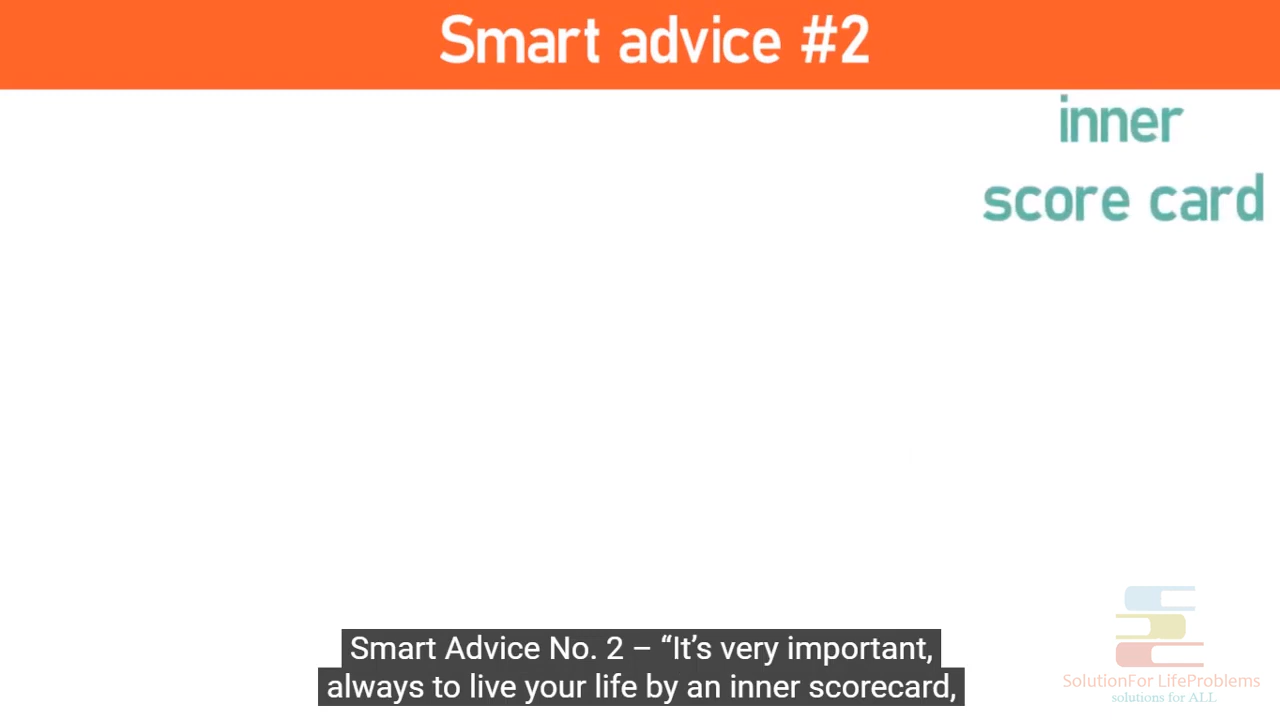 Smart advice #2
inner
score card
Smart Advice No. 2 – “It’s very important,
always to live your life by an inner scorecard,
SolutionFor LifeProblems
solutions for ALL